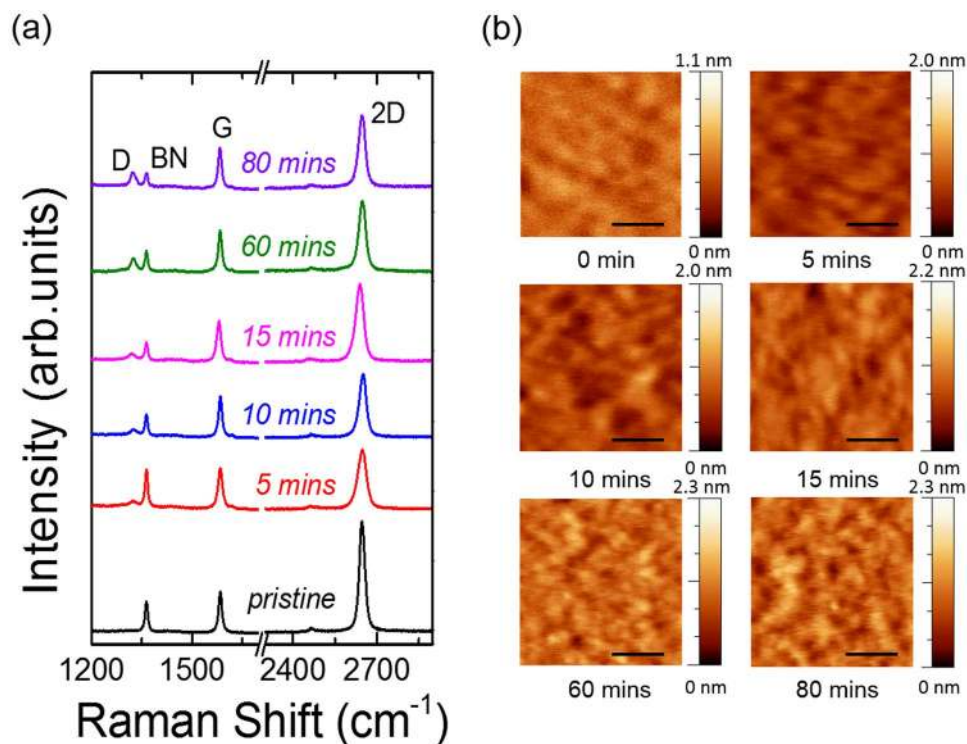 (a)
D
BN
G
2D
80 mins
60 mins
15 mins
10 mins
5 mins
pristine
Intensity (arb.units)
1200 1500 2400 2700
Raman Shift (cm⁻¹)
(b)
1.1 nm
0 nm
0 min
2.0 nm
0 nm
5 mins
2.0 nm
0 nm
10 mins
2.2 nm
0 nm
15 mins
2.3 nm
0 nm
60 mins
2.3 nm
0 nm
80 mins